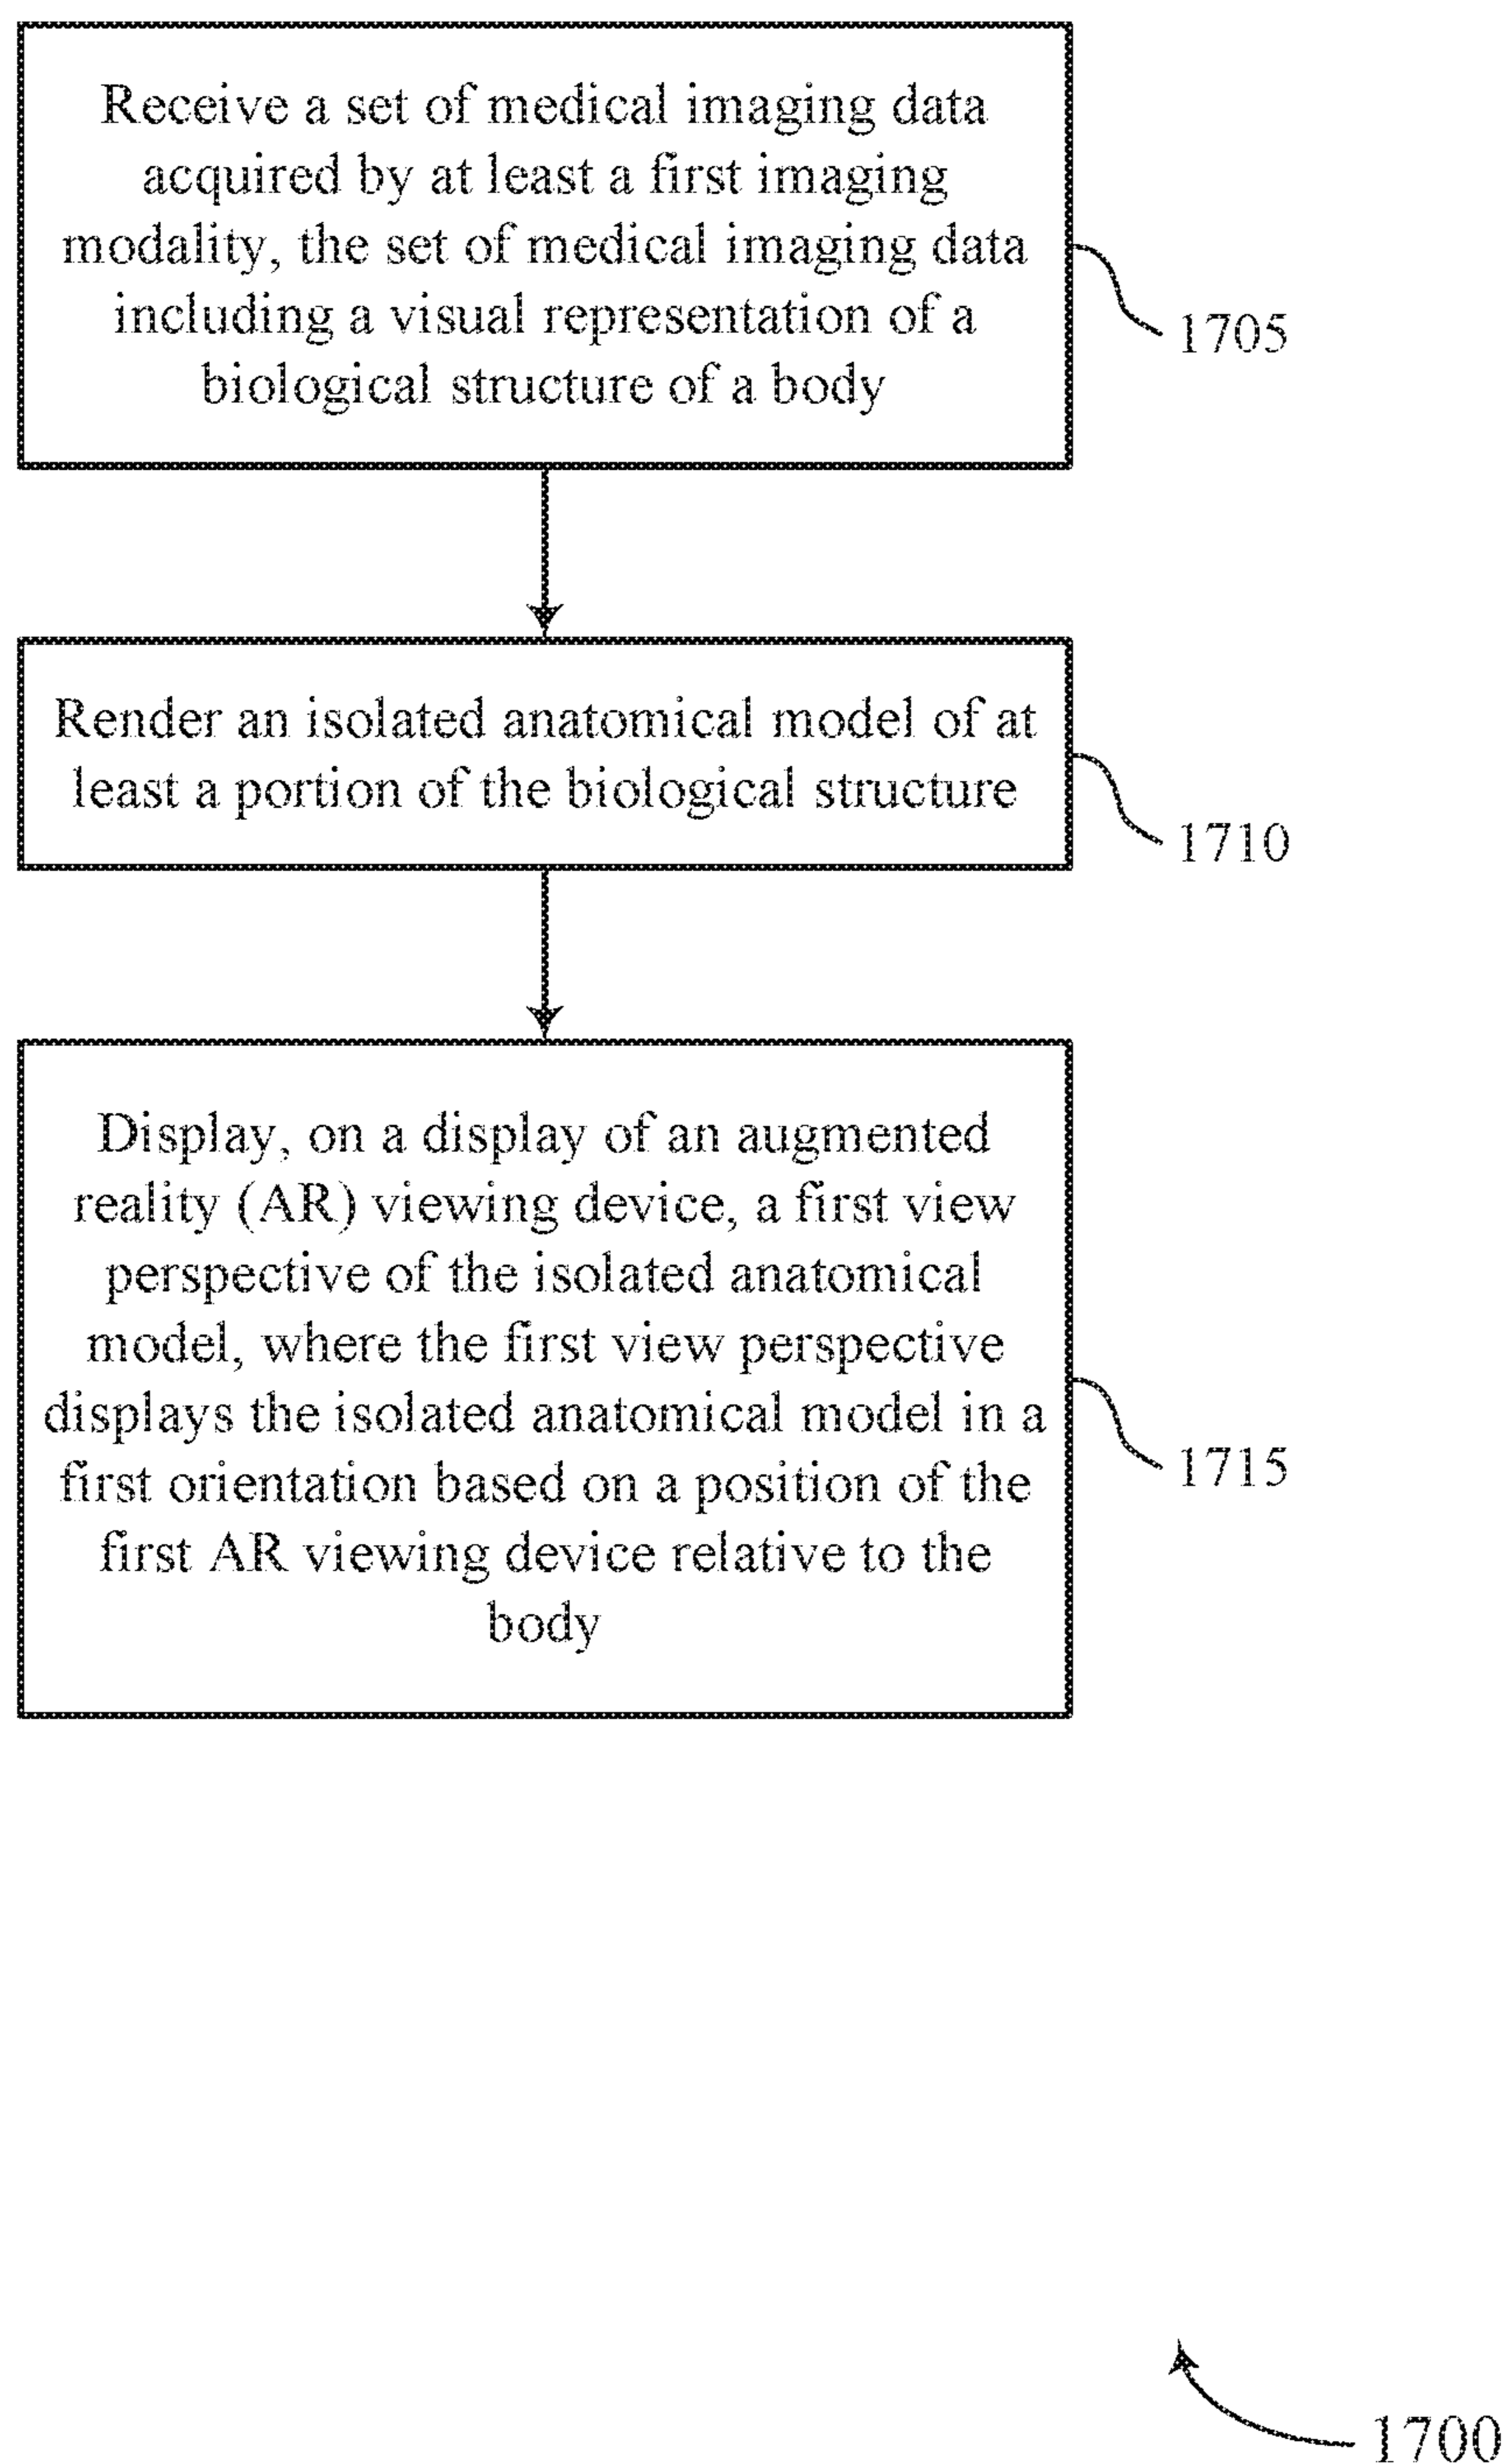 Receive a set of medical imaging data
acquired by at least a first imaging
modality, the set of medical imaging data
including a visual representation of a
biological structure of a body
1705
Render an isolated anatomical model of at
least a portion of the biological structure
1710
Display, on a display of an augmented
reality (AR) viewing device, a first view
perspective of the isolated anatomical
model, where the first view perspective
displays the isolated anatomical model in a
first orientation based on a position of the
first AR viewing device relative to the
body
1715
1700